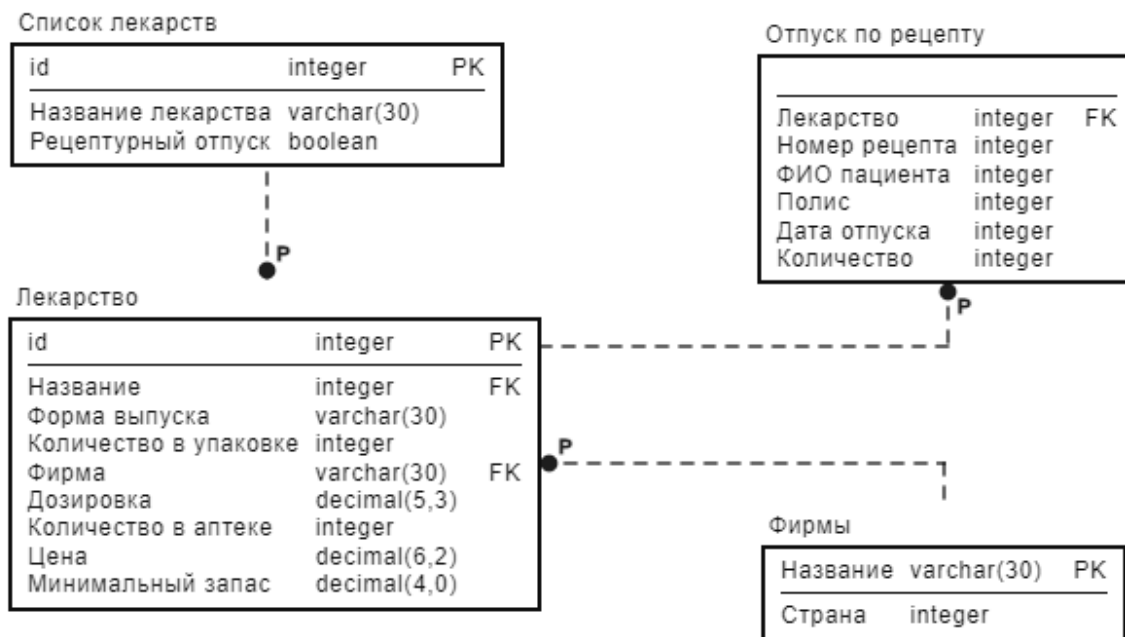 Список лекарств
id integer PK
Название лекарства varchar(30)
Рецептурный отпуск boolean
P
Лекарство
id integer PK
Название integer FK
Форма выпуска varchar(30)
Количество в упаковке integer
Фирма varchar(30) FK
Дозировка decimal(5,3)
Количество в аптеке integer
Цена decimal(6,2)
Минимальный запас decimal(4,0)
Отпуск по рецепту
Лекарство integer FK
Номер рецепта integer
ФИО пациента integer
Полис integer
Дата отпуска integer
Количество integer
P
P
Фирмы
Название varchar(30) PK
Страна integer